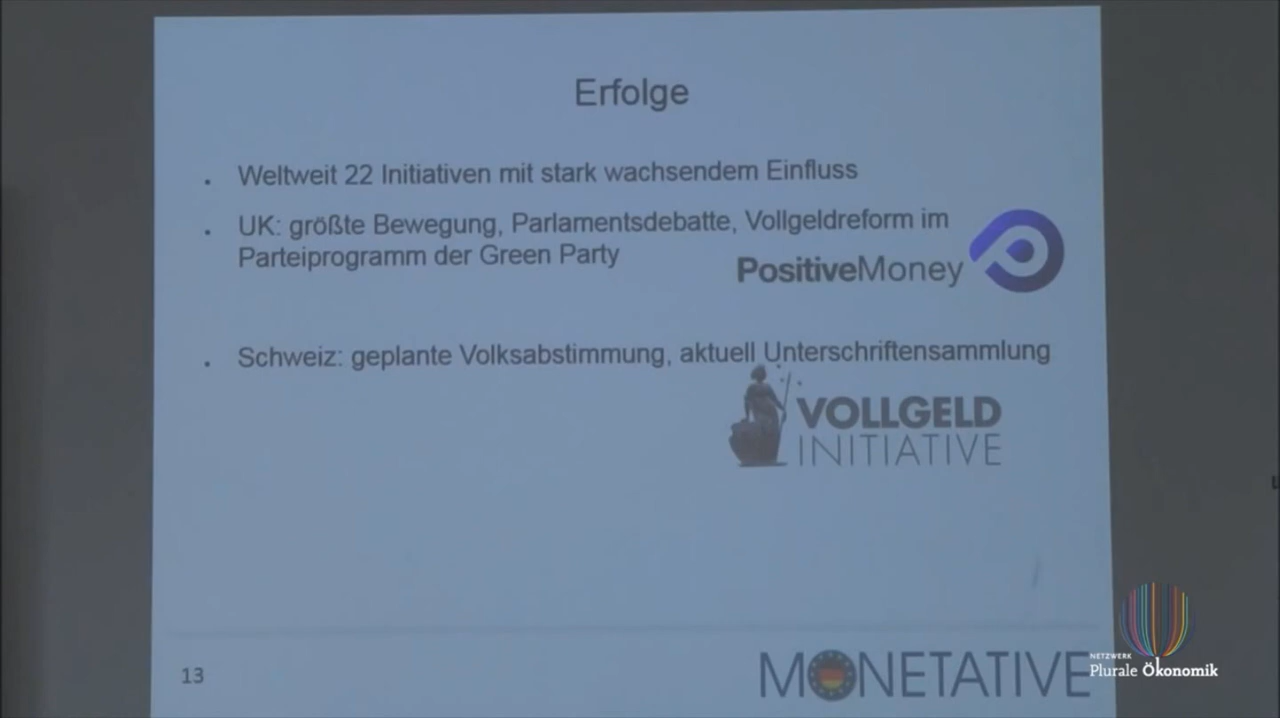 Erfolge
. Weltweit 22 Initiativen mit stark wachsendem Einfluss
. UK: größte Bewegung, Parlamentsdebatte, Vollgeldreform im
Parteiprogramm der Green Party
PositiveMoney
. Schweiz: geplante Volksabstimmung, aktuell Unterschriftensammlung
VOLLGELD
INITIATIVE
13
MONETATIVE
NETZWERK
Plurale Ökonomik